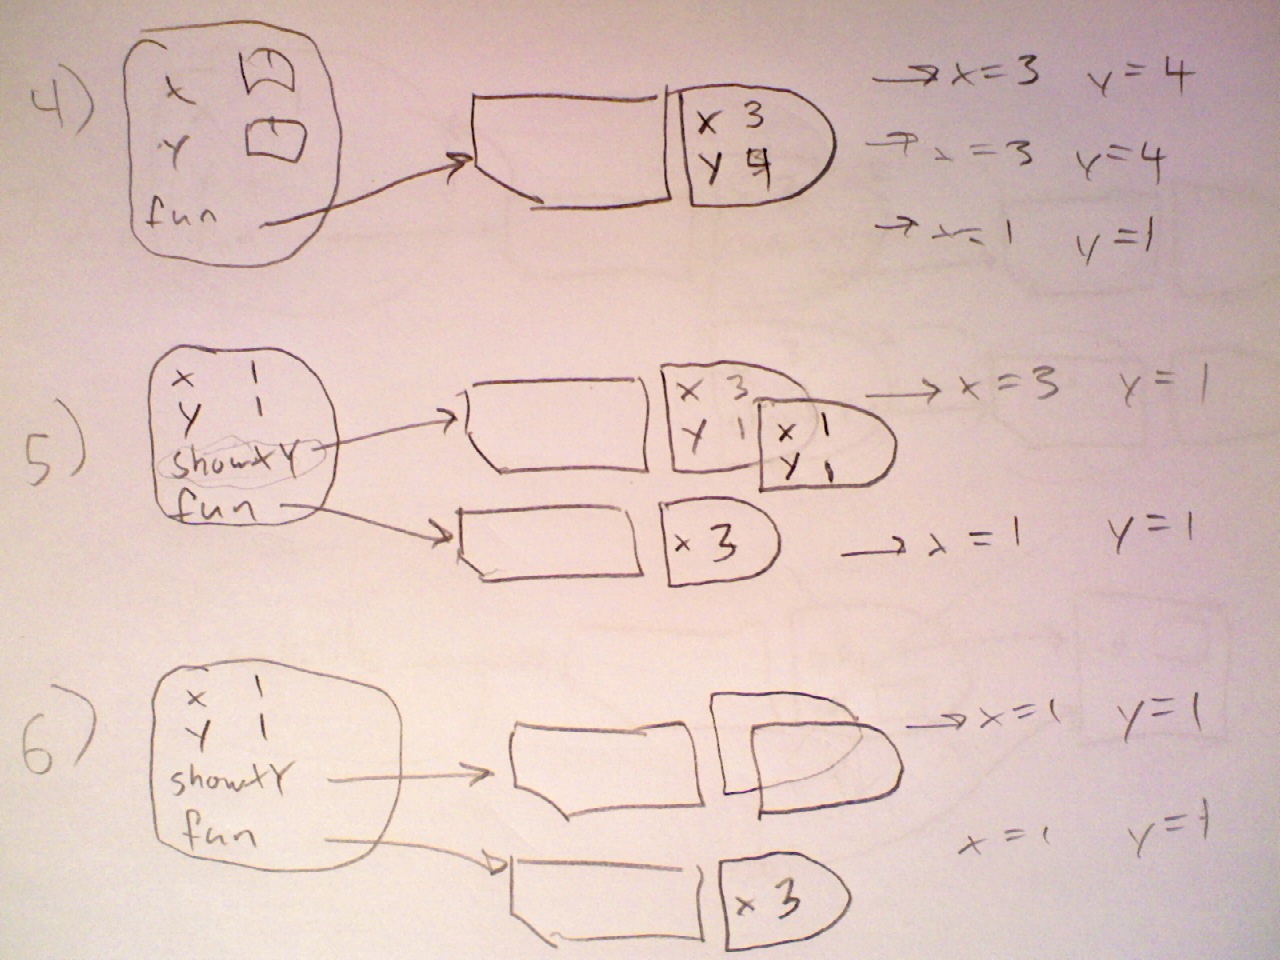 4)
x 1
y 1
fun
x 3
y 4
→ x = 3 y = 4
→ x = 3 y = 4
→ x = 1 y = 1
5)
x 1
y 1
showXY
fun
x 3
y 1
x 1
y 1
x 3
→ x = 3 y = 1
→ x = 1 y = 1
6)
x 1
y 1
showXY
fun
x 3
→ x = 1 y = 1
x = 1 y = 1